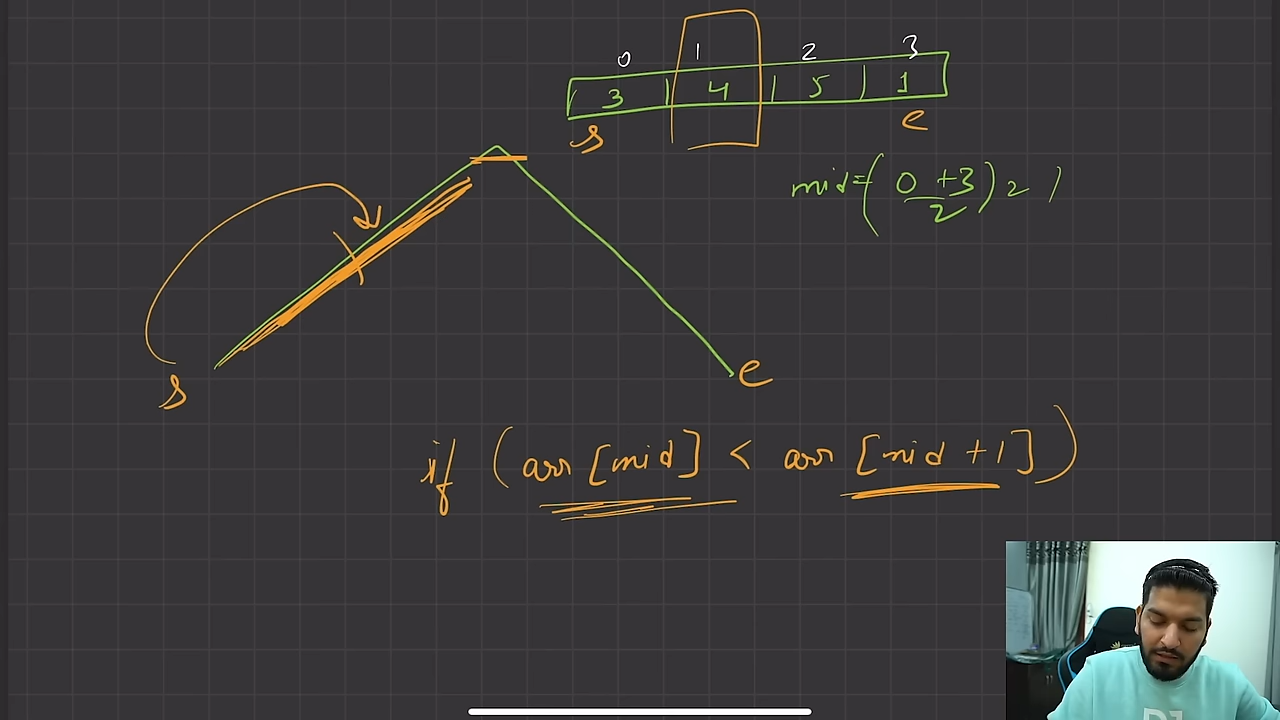 0 1 2 3
3 4 5 1
s e
mid=(0+3/2)= 1
s e
if (arr [mid] < arr [mid +1])